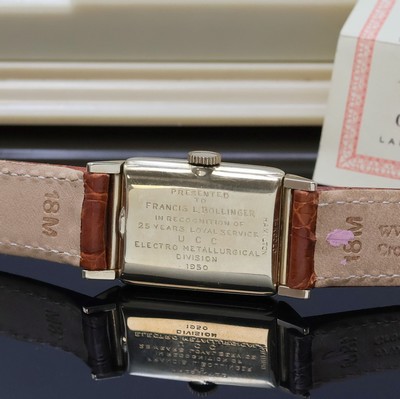 PRESENTED
TO
FRANCIS L. BOLLINGER
IN RECOGNITION OF
25 YEARS LOYAL SERVICE
U C C
ELECTRO METALLURGICAL
DIVISION
1950
18M
18M